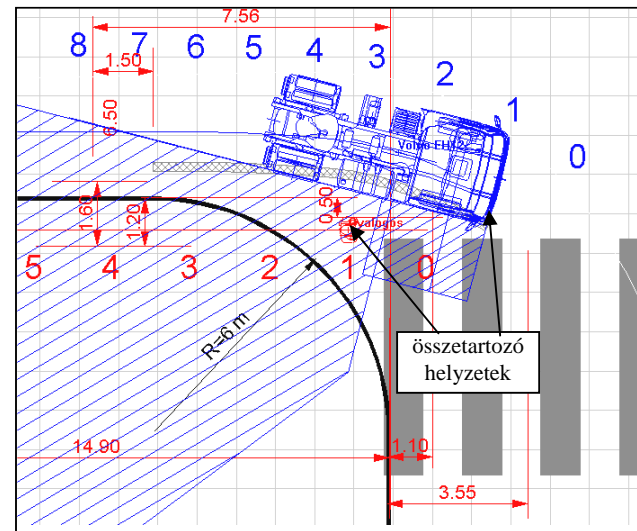 7.56
8 7 6 5 4 3 2 1 0
1.50
6.50
Volvo FH12
1.60
1.20
0.50
Gyalogos
5 4 3 2 1 0
R=6 m
összetartozó
helyzetek
14.90
1.10
3.55